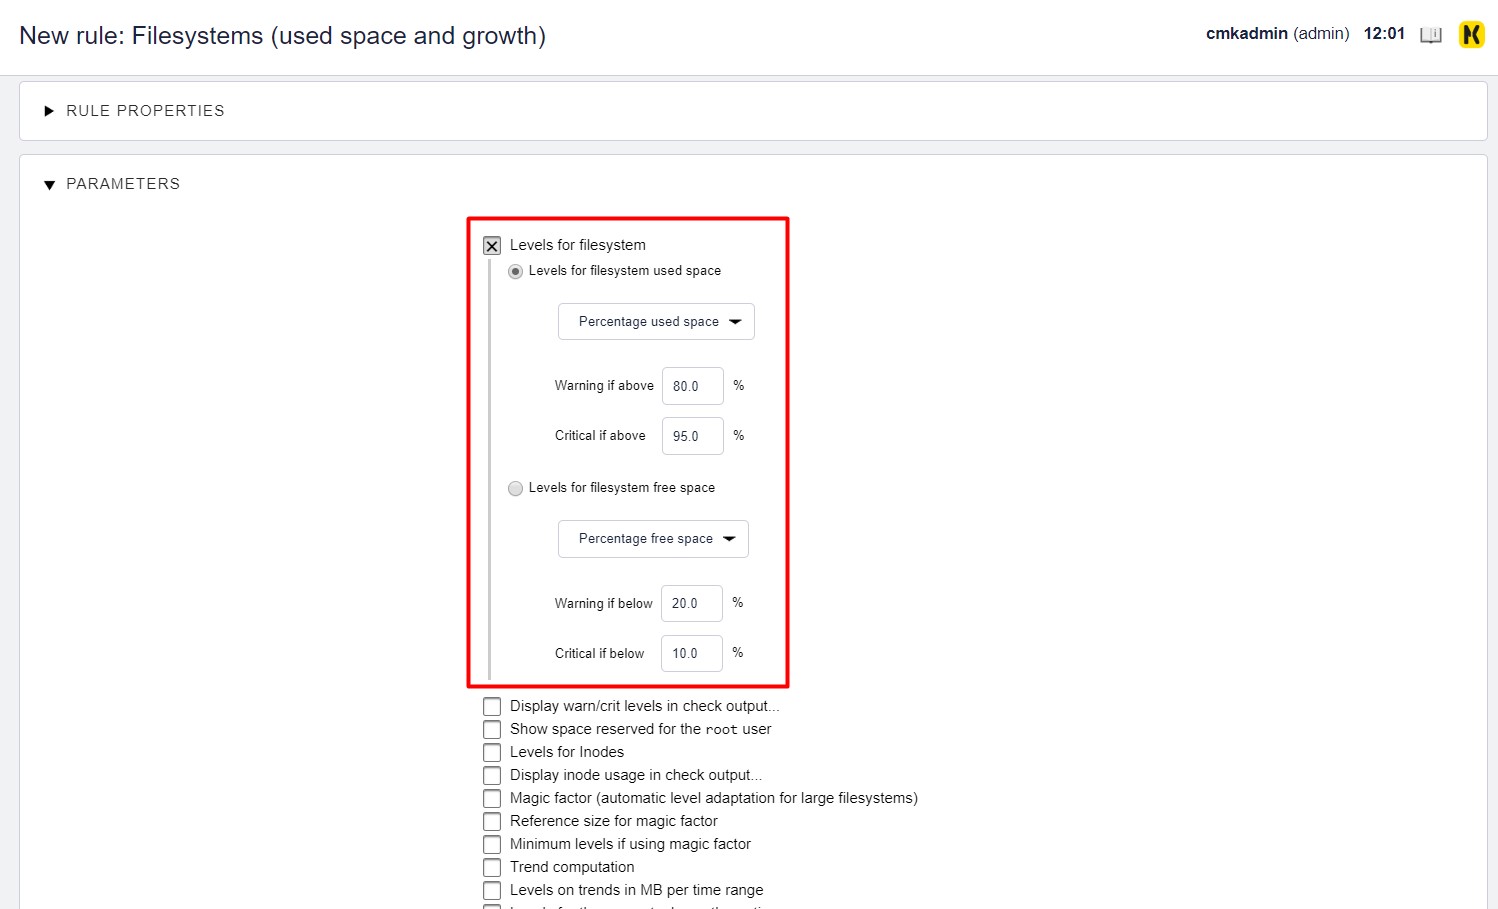 New rule: Filesystems (used space and growth)
cmkadmin (admin) 12:01
RULE PROPERTIES
PARAMETERS
Levels for filesystem
Levels for filesystem used space
Percentage used space
Warning if above 80.0 %
Critical if above 95.0 %
Levels for filesystem free space
Percentage free space
Warning if below 20.0 %
Critical if below 10.0 %
Display warn/crit levels in check output...
Show space reserved for the root user
Levels for Inodes
Display inode usage in check output...
Magic factor (automatic level adaptation for large filesystems)
Reference size for magic factor
Minimum levels if using magic factor
Trend computation
Levels on trends in MB per time range